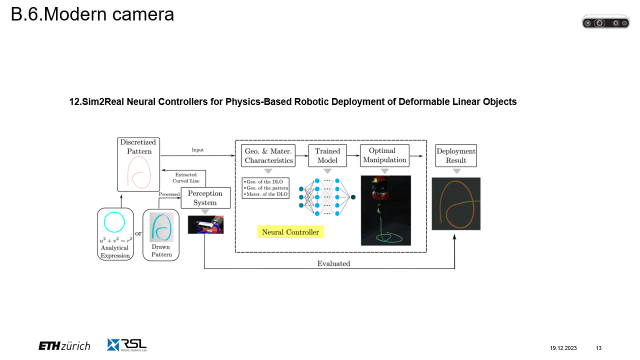 B.6.Modern camera
12.Sim2Real Neural Controllers for Physics-Based Robotic Deployment of Deformable Linear Objects
Discretized
Pattern
Input
Extracted
Curved Line
Processed
Perception
System
u² + v² = r²
Analytical
Expression
or
Drawn
Pattern
Geo. & Mater.
Characteristics
•Geo. of the DLO
•Geo. of the pattern
•Mater. of the DLO
Trained
Model
Optimal
Manipulation
Neural Controller
Deployment
Result
Evaluated
ETH zürich
RSL
19.12.2023
13